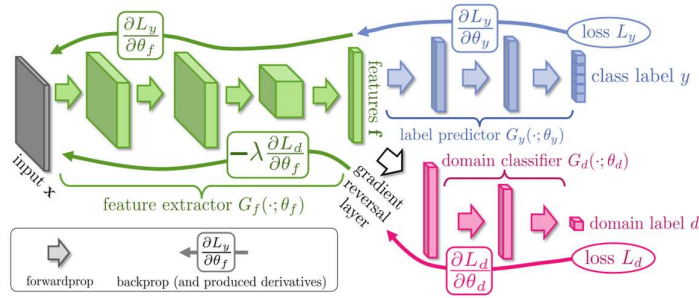 ∂L_y/∂θ_f
∂L_y/∂θ_y
loss L_y
features f
class label y
label predictor G_y(·;θ_y)
input x
−λ ∂L_d/∂θ_f
feature extractor G_f(·;θ_f)
gradient
reversal
layer
domain classifier G_d(·;θ_d)
domain label d
∂L_d/∂θ_d
loss L_d
forwardprop
∂L_y/∂θ_f
backprop (and produced derivatives)